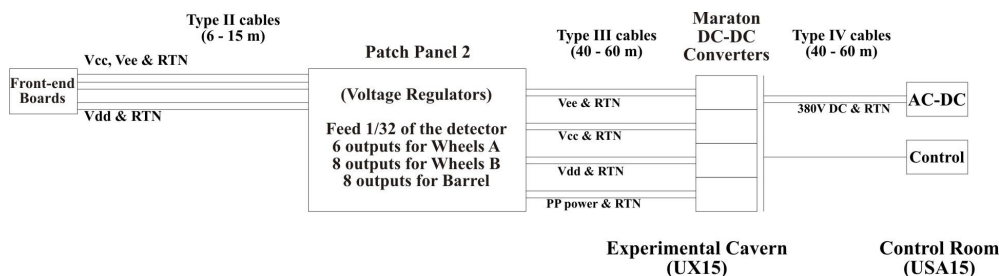 Type II cables
(6 - 15 m)
Patch Panel 2
Type III cables
(40 - 60 m)
Maraton
DC-DC
Converters
Type IV cables
(40 - 60 m)
Front-end
Boards
Vcc, Vee & RTN
Vdd & RTN
(Voltage Regulators)
Feed 1/32 of the detector
6 outputs for Wheels A
8 outputs for Wheels B
8 outputs for Barrel
Vee & RTN
Vcc & RTN
Vdd & RTN
PP power & RTN
380V DC & RTN
AC-DC
Control
Experimental Cavern
(UX15)
Control Room
(USA15)